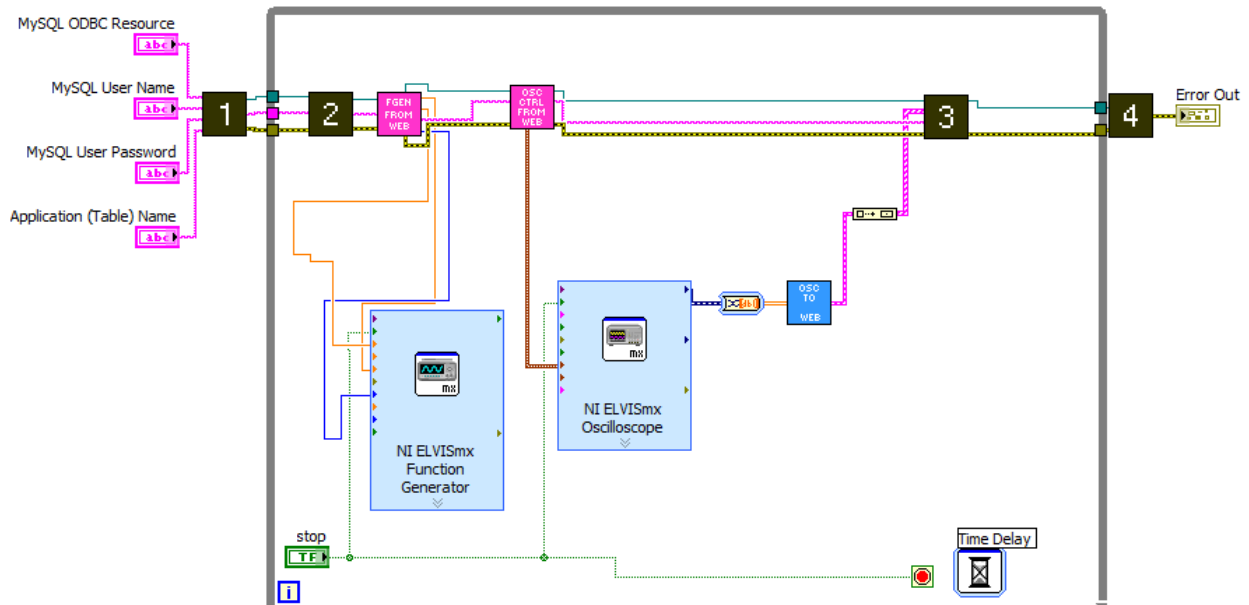 MySQL ODBC Resource
abc
MySQL User Name
abc
MySQL User Password
abc
Application (Table) Name
abc
1
2
FGEN
FROM
WEB
OSC
CTRL
FROM
WEB
3
4
Error Out
OSC
TO
WEB
mx
NI ELVISmx
Oscilloscope
mx
NI ELVISmx
Function
Generator
stop
TF
i
Time Delay